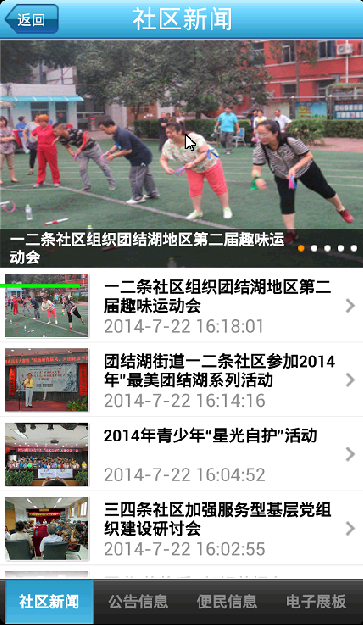 返回
社区新闻
一二条社区组织团结湖地区第二届趣味运
动会
一二条社区组织团结湖地区第二
届趣味运动会
2014-7-22 16:18:01
团结湖街道一二条社区参加2014
年"最美团结湖系列活动
2014-7-22 16:14:16
2014年青少年"星光自护"活动
2014-7-22 16:04:52
三四条社区加强服务型基层党组
织建设研讨会
2014-7-22 16:02:55
社区新闻
公告信息
便民信息
电子展板